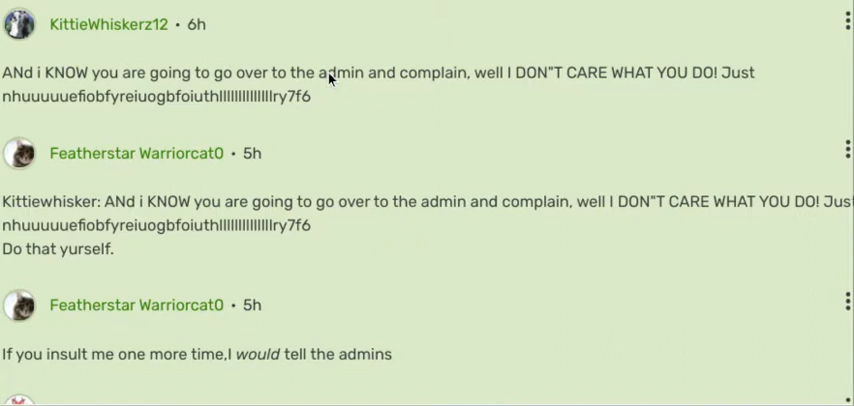 KittieWhiskerz12 • 6h
ANd i KNOW you are going to go over to the admin and complain, well I DON"T CARE WHAT YOU DO! Just
nhuuuuuefiobfyreiuogbfoiuthlllllllllllllllry7f6
Featherstar Warriorcat0 • 5h
Kittiewhisker: ANd i KNOW you are going to go over to the admin and complain, well I DON"T CARE WHAT YOU DO! Jus
nhuuuuuefiobfyreiuogbfoiuthlllllllllllllllry7f6
Do that yurself.
Featherstar Warriorcat0 • 5h
If you insult me one more time,I would tell the admins